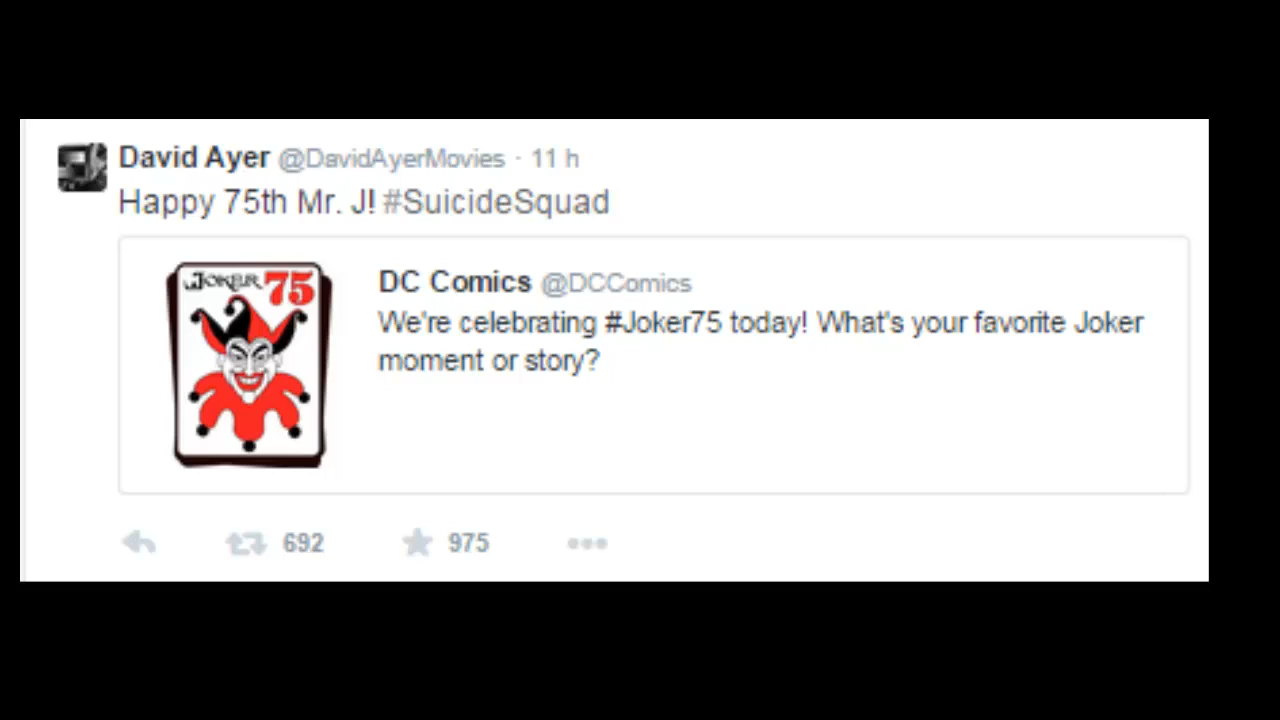 David Ayer @DavidAyerMovies · 11 h
Happy 75th Mr. J! #SuicideSquad
JOKER 75
DC Comics @DCComics
We're celebrating #Joker75 today! What's your favorite Joker
moment or story?
692 975